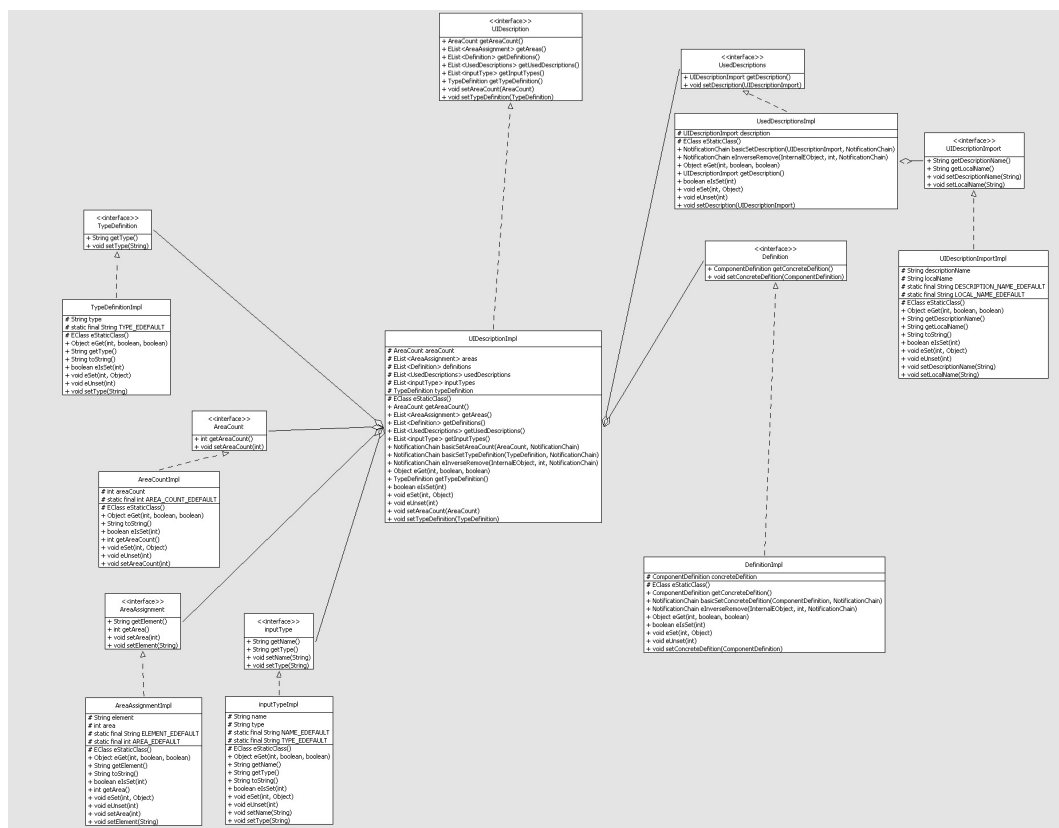 <<interface>>
UIDescription
+ AreaCount getAreaCount()
+ EList<AreaAssignment> getAreas()
+ EList<Definition> getDefinitions()
+ EList<UsedDescriptions> getUsedDescriptions()
+ EList<inputType> getInputTypes()
+ TypeDefinition getTypeDefinition()
+ void setAreaCount(AreaCount)
+ void setTypeDefinition(TypeDefinition)
<<interface>>
UsedDescriptions
+ UIDescriptionImport getDescription()
+ void setDescription(UIDescriptionImport)
UsedDescriptionsImpl
# UIDescriptionImport description
# EClass eStaticClass()
+ NotificationChain basicSetDescription(UIDescriptionImport, NotificationChain)
+ NotificationChain eInverseRemove(InternalEObject, int, NotificationChain)
+ Object eGet(int, boolean, boolean)
+ UIDescriptionImport getDescription()
+ boolean eIsSet(int)
+ void eSet(int, Object)
+ void eUnset(int)
+ void setDescription(UIDescriptionImport)
<<interface>>
UIDescriptionImport
+ String getDescriptionName()
+ String getLocalName()
+ void setDescriptionName(String)
+ void setLocalName(String)
<<interface>>
TypeDefinition
+ String getType()
+ void setType(String)
<<interface>>
Definition
+ ComponentDefinition getConcreteDefition()
+ void setConcreteDefition(ComponentDefinition)
UIDescriptionImportImpl
# String descriptionName
# String localName
# static final String DESCRIPTION_NAME_EDEFAULT
# static final String LOCAL_NAME_EDEFAULT
# EClass eStaticClass()
+ Object eGet(int, boolean, boolean)
+ String getDescriptionName()
+ String getLocalName()
+ String toString()
+ boolean eIsSet(int)
+ void eSet(int, Object)
+ void eUnset(int)
+ void setDescriptionName(String)
+ void setLocalName(String)
TypeDefinitionImpl
# String type
# static final String TYPE_EDEFAULT
# EClass eStaticClass()
+ Object eGet(int, boolean, boolean)
+ String getType()
+ String toString()
+ boolean eIsSet(int)
+ void eSet(int, Object)
+ void eUnset(int)
+ void setType(String)
UIDescriptionImpl
# AreaCount areaCount
# EList<AreaAssignment> areas
# EList<Definition> definitions
# EList<UsedDescriptions> usedDescriptions
# EList<inputType> inputTypes
# TypeDefinition typeDefinition
# EClass eStaticClass()
+ AreaCount getAreaCount()
+ EList<AreaAssignment> getAreas()
+ EList<Definition> getDefinitions()
+ EList<UsedDescriptions> getUsedDescriptions()
+ EList<inputType> getInputTypes()
+ NotificationChain basicSetAreaCount(AreaCount, NotificationChain)
+ NotificationChain basicSetTypeDefinition(TypeDefinition, NotificationChain)
+ NotificationChain eInverseRemove(InternalEObject, int, NotificationChain)
+ Object eGet(int, boolean, boolean)
+ TypeDefinition getTypeDefinition()
+ boolean eIsSet(int)
+ void eSet(int, Object)
+ void eUnset(int)
+ void setAreaCount(AreaCount)
+ void setTypeDefinition(TypeDefinition)
<<interface>>
AreaCount
+ int getAreaCount()
+ void setAreaCount(int)
AreaCountImpl
# int areaCount
# static final int AREA_COUNT_EDEFAULT
# EClass eStaticClass()
+ Object eGet(int, boolean, boolean)
+ String toString()
+ boolean eIsSet(int)
+ int getAreaCount()
+ void eSet(int, Object)
+ void eUnset(int)
+ void setAreaCount(int)
DefinitionImpl
# ComponentDefinition concreteDefition
# EClass eStaticClass()
+ ComponentDefinition getConcreteDefition()
+ NotificationChain basicSetConcreteDefition(ComponentDefinition, NotificationChain)
+ NotificationChain eInverseRemove(InternalEObject, int, NotificationChain)
+ Object eGet(int, boolean, boolean)
+ boolean eIsSet(int)
+ void eSet(int, Object)
+ void eUnset(int)
+ void setConcreteDefition(ComponentDefinition)
<<interface>>
AreaAssignment
+ String getElement()
+ int getArea()
+ void setArea(int)
+ void setElement(String)
<<interface>>
inputType
+ String getName()
+ String getType()
+ void setName(String)
+ void setType(String)
AreaAssignmentImpl
# String element
# int area
# static final String ELEMENT_EDEFAULT
# static final int AREA_EDEFAULT
# EClass eStaticClass()
+ Object eGet(int, boolean, boolean)
+ String getElement()
+ String toString()
+ boolean eIsSet(int)
+ int getArea()
+ void eSet(int, Object)
+ void eUnset(int)
+ void setArea(int)
+ void setElement(String)
inputTypeImpl
# String name
# String type
# static final String NAME_EDEFAULT
# static final String TYPE_EDEFAULT
# EClass eStaticClass()
+ Object eGet(int, boolean, boolean)
+ String getName()
+ String getType()
+ String toString()
+ boolean eIsSet(int)
+ void eSet(int, Object)
+ void eUnset(int)
+ void setName(String)
+ void setType(String)